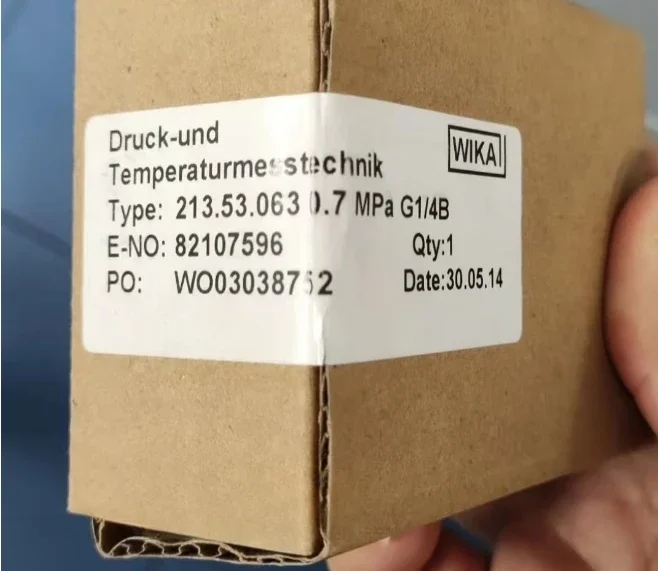 Druck-und
Temperaturmesstechnik
WIKA
Type: 213.53.063 0.7 MPa G1/4B
E-NO: 82107596 Qty:1
PO: WO03038752 Date:30.05.14